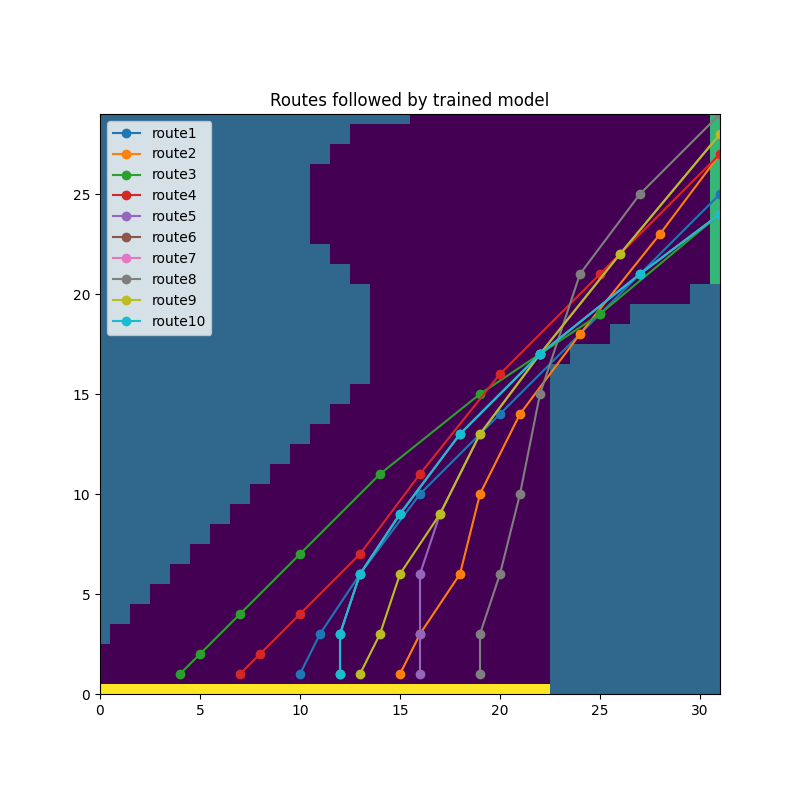 Routes followed by trained model
route1
route2
route3
route4
route5
route6
route7
route8
route9
route10
25
20
15
10
5
0
0 5 10 15 20 25 30